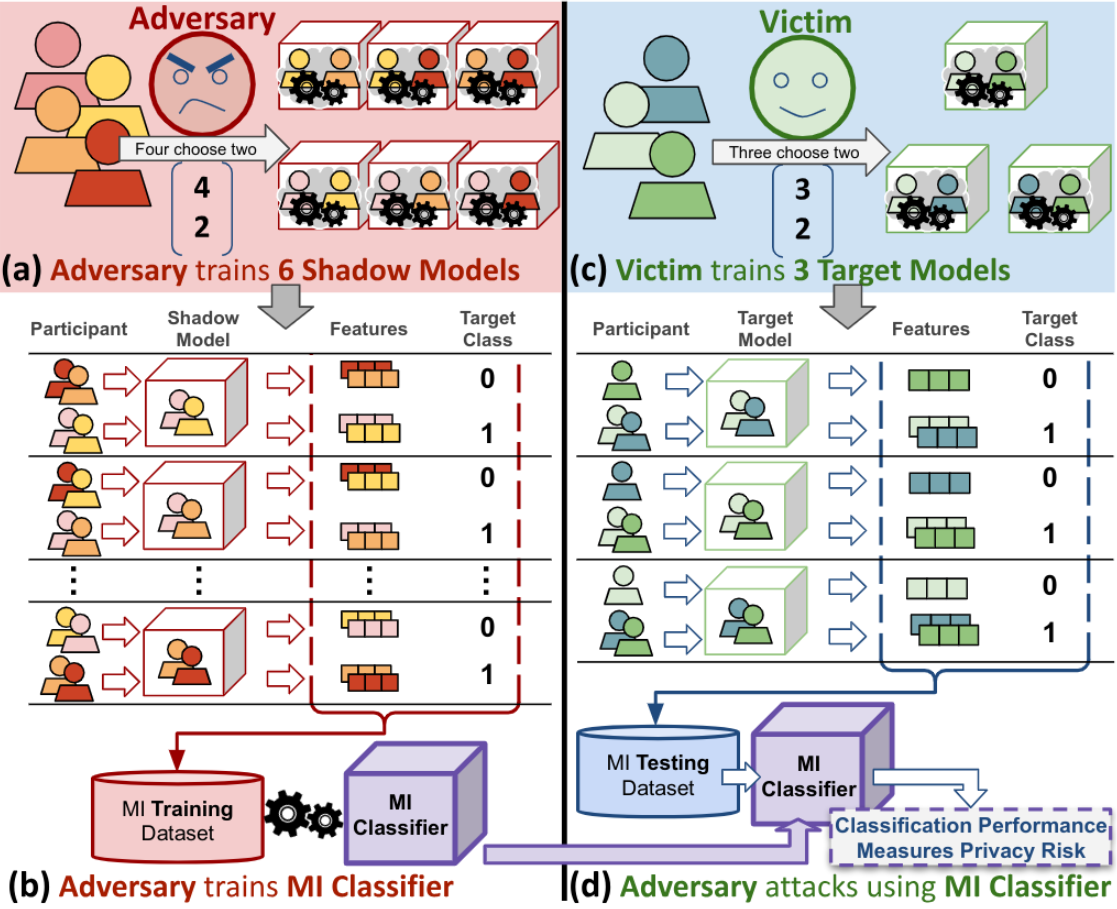 Adversary
Four choose two
4
2
(a) Adversary trains 6 Shadow Models
Victim
Three choose two
3
2
(c) Victim trains 3 Target Models
Participant
Shadow
Model
Features
Target
Class
0
1
0
1
0
1
MI Training
Dataset
MI
Classifier
(b) Adversary trains MI Classifier
Participant
Target
Model
Features
Target
Class
0
1
0
1
0
1
MI Testing
Dataset
MI
Classifier
Classification Performance
Measures Privacy Risk
(d) Adversary attacks using MI Classifier